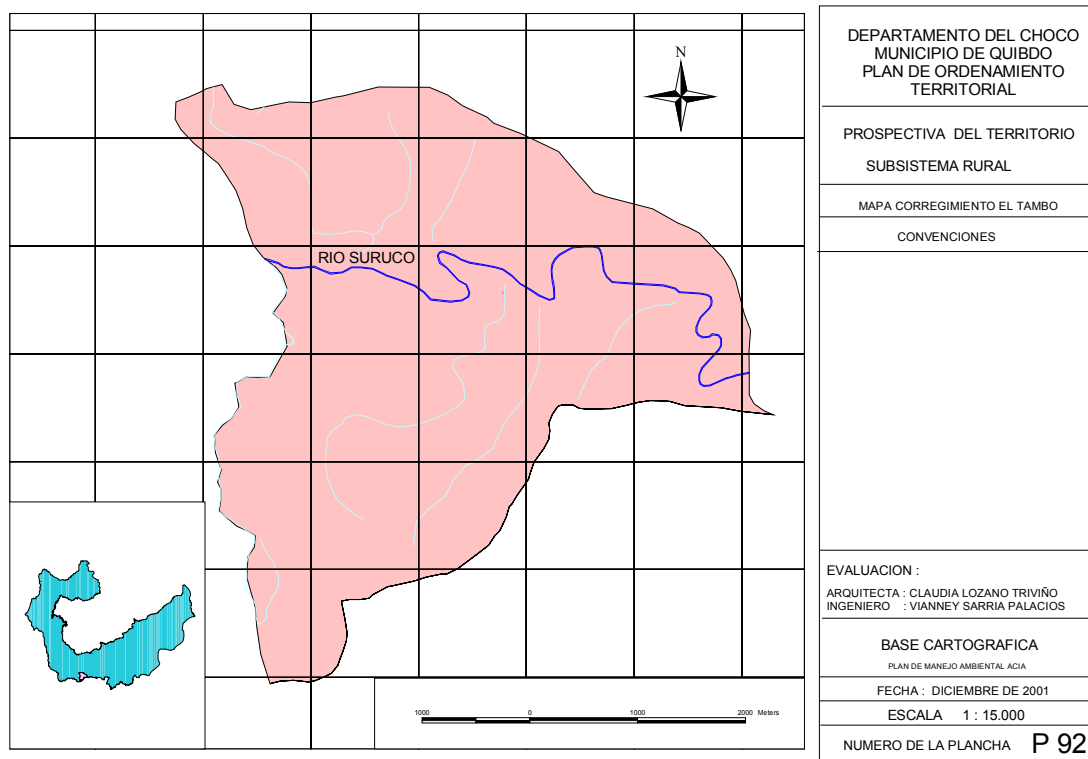 N
RIO SURUCO
1000 0 1000 2000 Meters
DEPARTAMENTO DEL CHOCO
MUNICIPIO DE QUIBDO
PLAN DE ORDENAMIENTO
TERRITORIAL
PROSPECTIVA DEL TERRITORIO
SUBSISTEMA RURAL
MAPA CORREGIMIENTO EL TAMBO
CONVENCIONES
EVALUACION :
ARQUITECTA : CLAUDIA LOZANO TRIVIÑO
INGENIERO : VIANNEY SARRIA PALACIOS
BASE CARTOGRAFICA
PLAN DE MANEJO AMBIENTAL ACIA
FECHA : DICIEMBRE DE 2001
ESCALA 1 : 15.000
NUMERO DE LA PLANCHA P 92